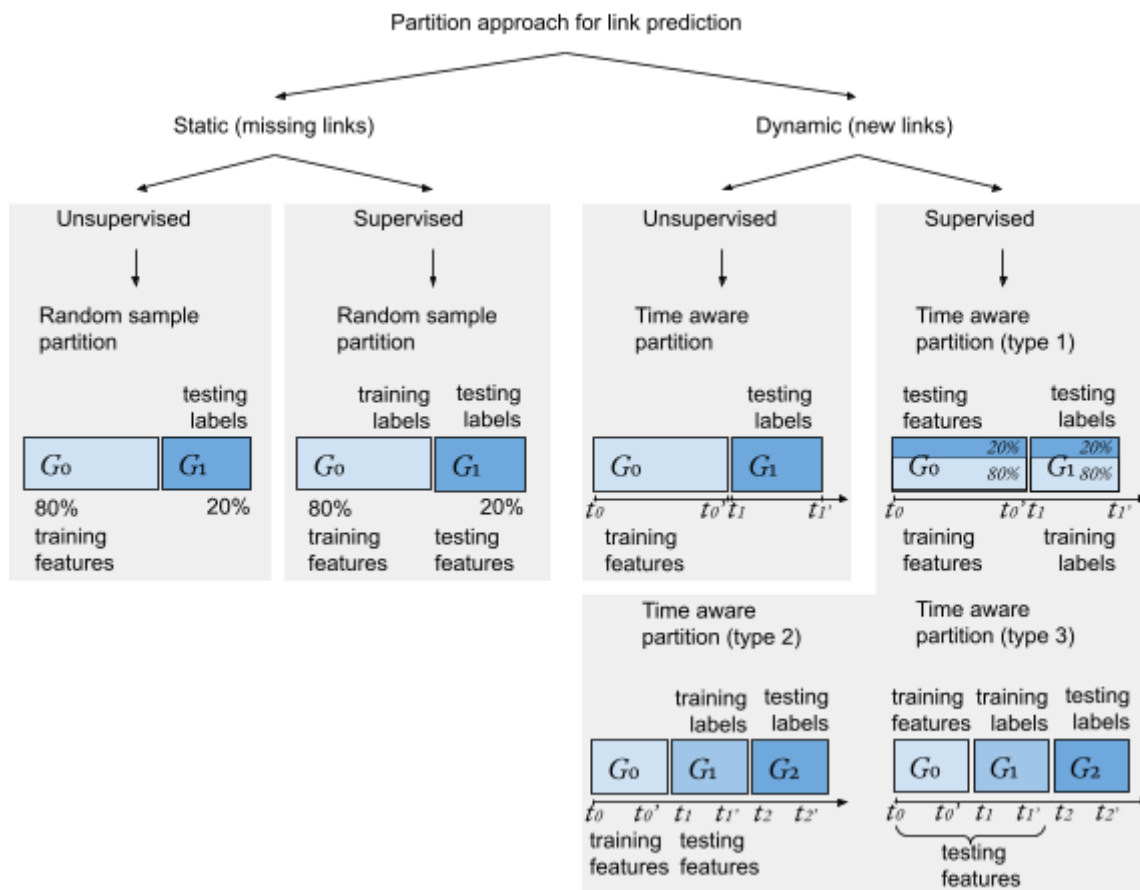 Partition approach for link prediction
Static (missing links)
Dynamic (new links)
Unsupervised
Random sample
partition
testing
labels
G0
G1
80%
20%
training
features
Supervised
Random sample
partition
training
labels
testing
labels
G0
G1
80%
20%
training
features
testing
features
Unsupervised
Time aware
partition
testing
labels
G0
G1
t0
t0'
t1
t1'
training
features
Supervised
Time aware
partition (type 1)
testing
features
testing
labels
20%
20%
G0
80%
G1
80%
t0
t0'
t1
t1'
training
features
training
labels
Time aware
partition (type 2)
training
labels
testing
labels
G0
G1
G2
t0
t0'
t1
t1'
t2
t2'
training
features
testing
features
Time aware
partition (type 3)
training
features
training
labels
testing
labels
G0
G1
G2
t0
t0'
t1
t1'
t2
t2'
testing
features